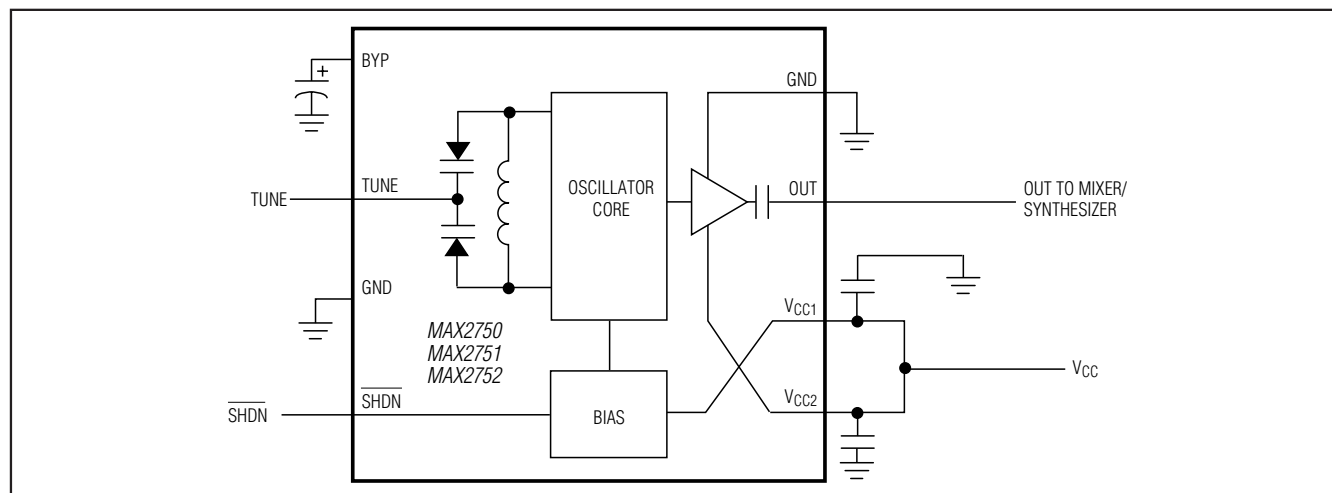 BYP
+
GND
TUNE
TUNE
OSCILLATOR
CORE
OUT
OUT TO MIXER/
SYNTHESIZER
GND
VCC1
MAX2750
MAX2751
MAX2752
VCC
SHDN
SHDN
BIAS
VCC2